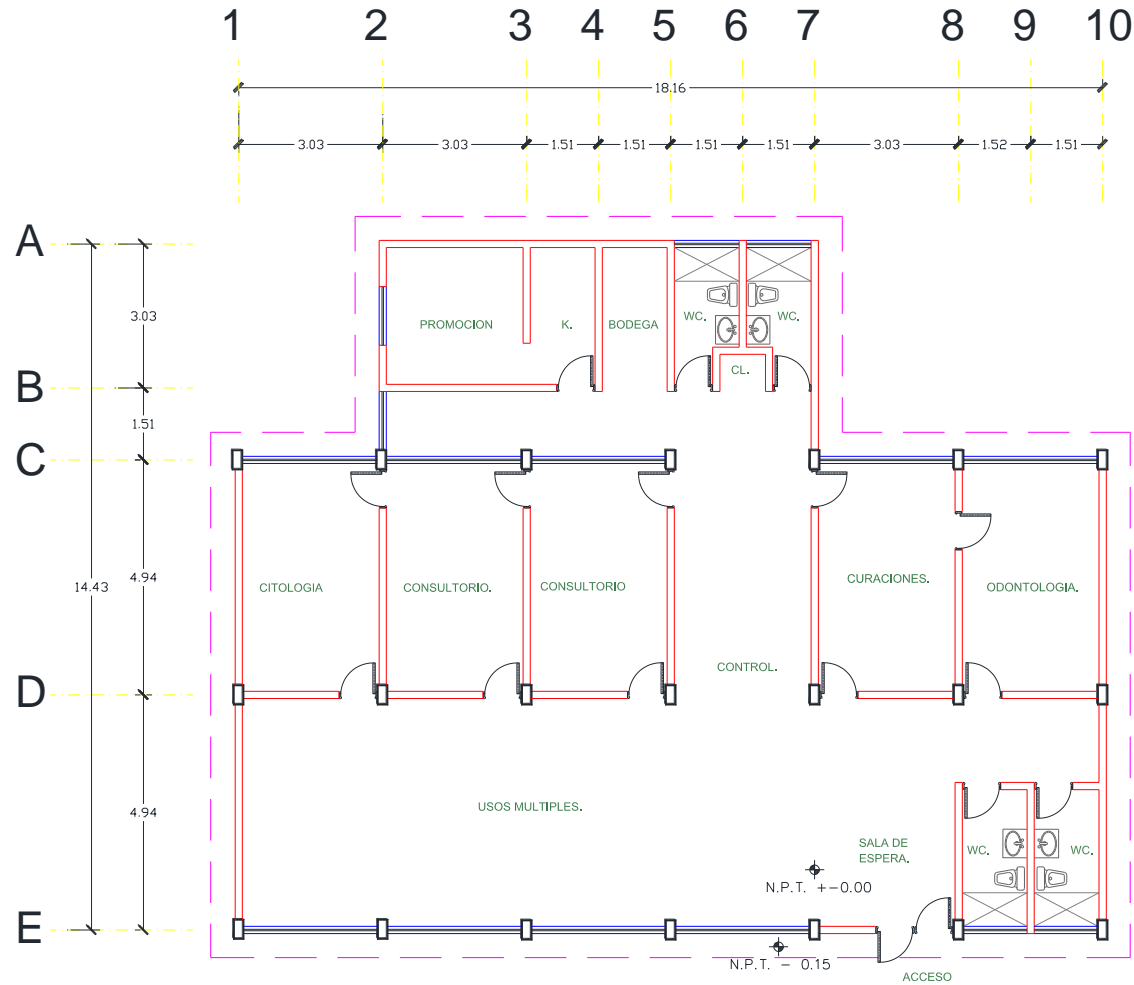 1 2 3 4 5 6 7 8 9 10
18.16
3.03 3.03 1.51 1.51 1.51 1.51 3.03 1.52 1.51
A
3.03
PROMOCION K. BODEGA WC. WC.
CL.
B
1.51
C
14.43
4.94
CITOLOGIA CONSULTORIO. CONSULTORIO CURACIONES. ODONTOLOGIA.
CONTROL.
D
4.94
USOS MULTIPLES.
SALA DE
ESPERA.
WC. WC.
N.P.T. +-0.00
E
N.P.T. - 0.15
ACCESO